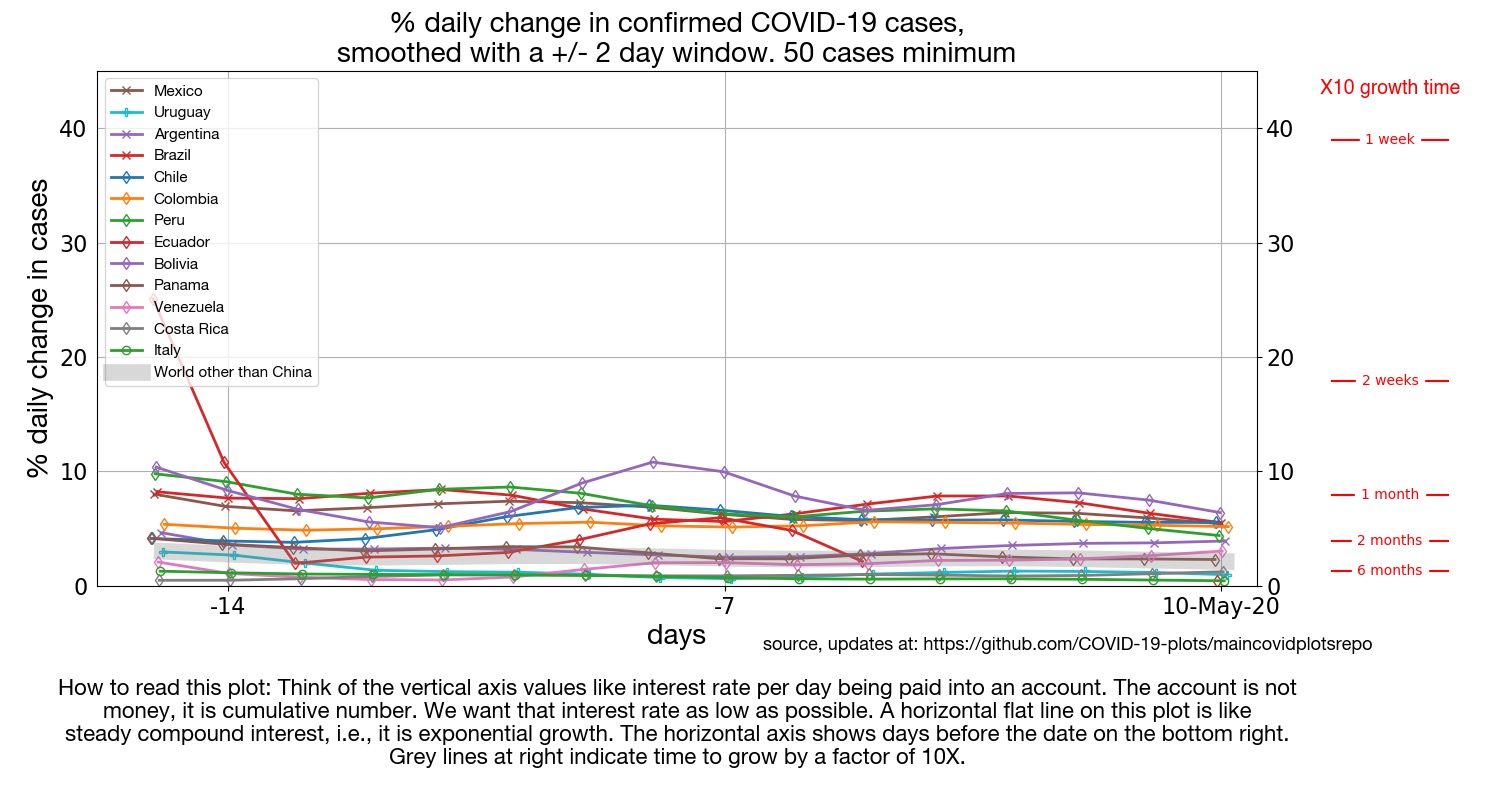 % daily change in confirmed COVID-19 cases,
smoothed with a +/- 2 day window. 50 cases minimum
X10 growth time
Mexico
Uruguay
Argentina
Brazil
Chile
Colombia
Peru
Ecuador
Bolivia
Panama
Venezuela
Costa Rica
Italy
World other than China
% daily change in cases
40
30
20
10
0
40
30
20
10
0
1 week
2 weeks
1 month
2 months
6 months
-14
-7
10-May-20
days
source, updates at: https://github.com/COVID-19-plots/maincovidplotsrepo
How to read this plot: Think of the vertical axis values like interest rate per day being paid into an account. The account is not
money, it is cumulative number. We want that interest rate as low as possible. A horizontal flat line on this plot is like
steady compound interest, i.e., it is exponential growth. The horizontal axis shows days before the date on the bottom right.
Grey lines at right indicate time to grow by a factor of 10X.